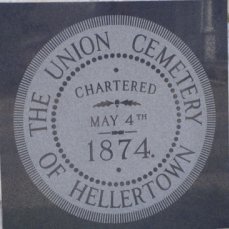 THE UNION CEMETERY
OF HELLERTOWN
CHARTERED
MAY 4TH
1874